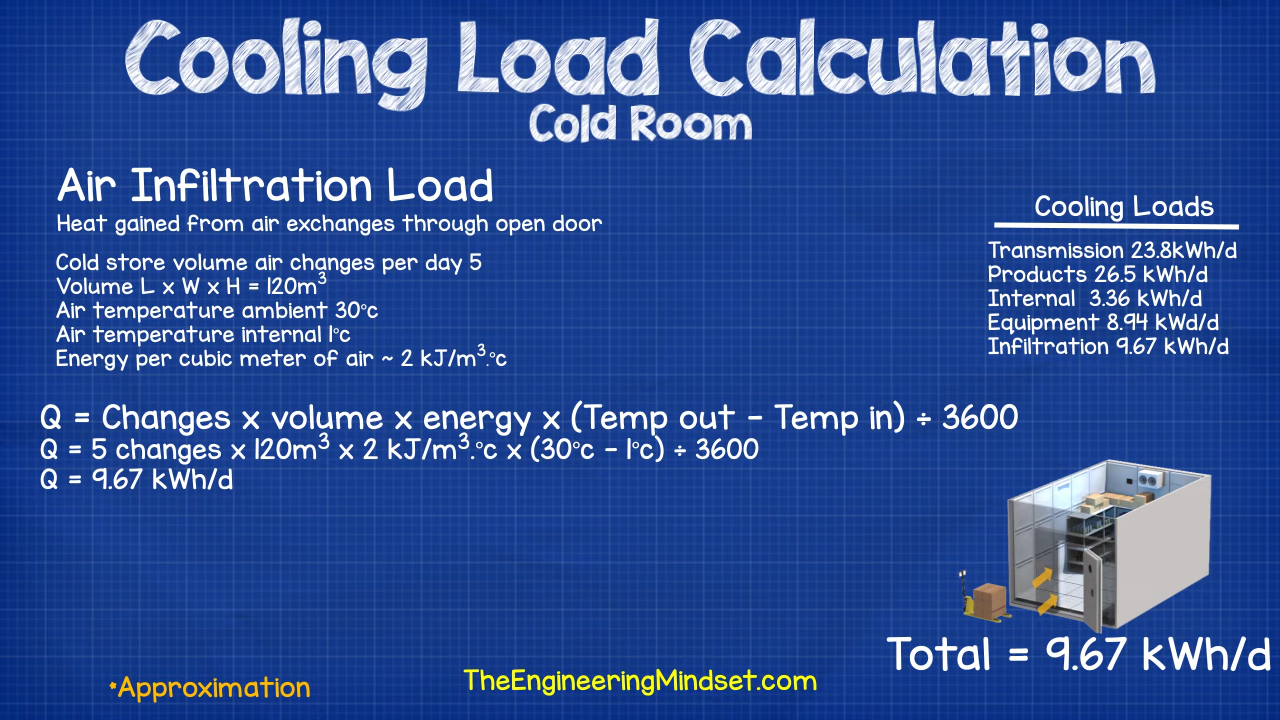 Cooling Load Calculation
Cold Room
Air Infiltration Load
Heat gained from air exchanges through open door
Cold store volume air changes per day 5
Volume L x W x H = 120m³
Air temperature ambient 30°c
Air temperature internal 1°c
Energy per cubic meter of air ~ 2 kJ/m³.°c
Q = Changes x volume x energy x (Temp out - Temp in) ÷ 3600
Q = 5 changes x 120m³ x 2 kJ/m³.°c x (30°c - 1°c) ÷ 3600
Q = 9.67 kWh/d
Cooling Loads
Transmission 23.8kWh/d
Products 26.5 kWh/d
Internal 3.36 kWh/d
Equipment 8.94 kWd/d
Infiltration 9.67 kWh/d
Total = 9.67 kWh/d
*Approximation
TheEngineeringMindset.com